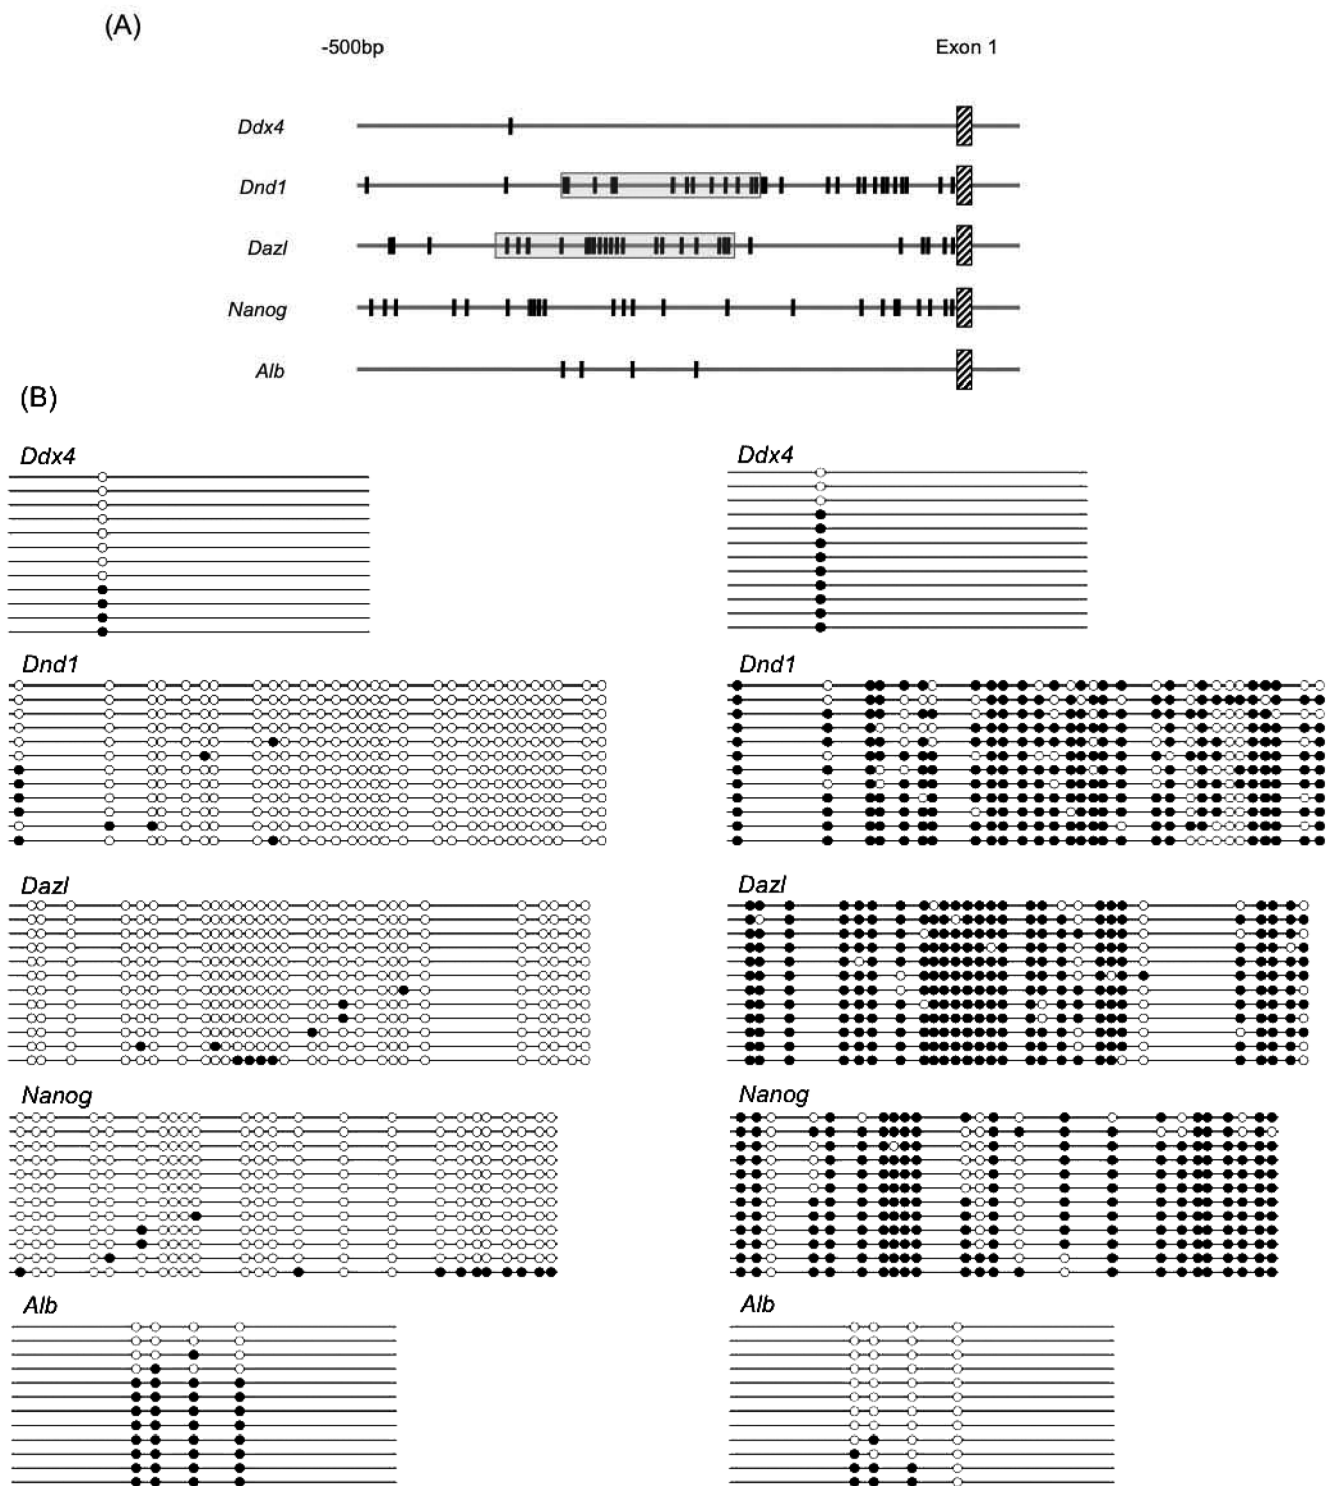 (A)
-500bp Exon 1
Ddx4
Dnd1
Dazl
Nanog
Alb
(B)
Ddx4 Ddx4
Dnd1 Dnd1
Dazl Dazl
Nanog Nanog
Alb Alb